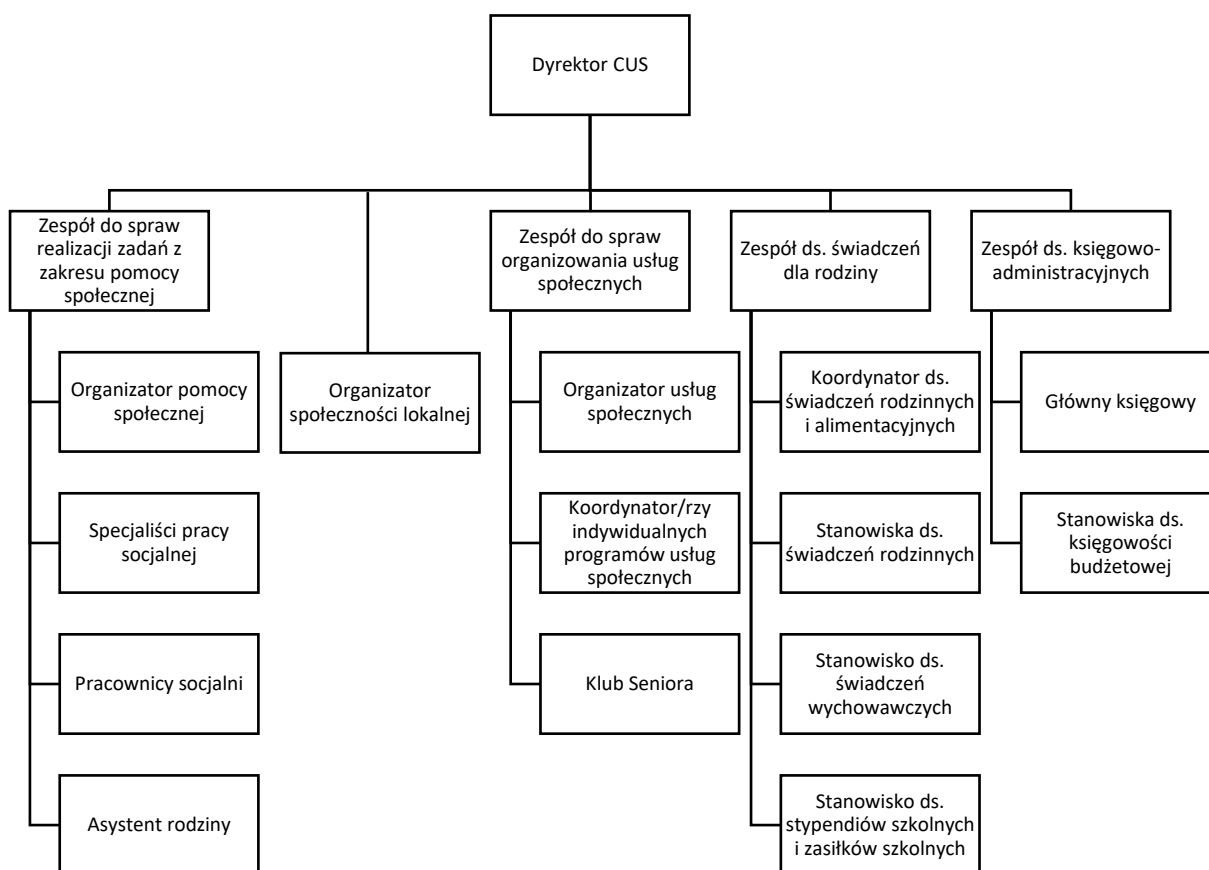 Dyrektor CUS
Zespół do spraw
realizacji zadań z
zakresu pomocy
społecznej
Zespół do spraw
organizowania usług
społecznych
Zespół ds. świadczeń
dla rodziny
Zespół ds. księgowo-
administracyjnych
Organizator pomocy
społecznej
Organizator
społeczności lokalnej
Organizator usług
społecznych
Koordynator ds.
świadczeń rodzinnych
i alimentacyjnych
Główny księgowy
Specjaliści pracy
socjalnej
Koordynator/rzy
indywidualnych
programów usług
społecznych
Stanowiska ds.
świadczeń rodzinnych
Stanowiska ds.
księgowości
budżetowej
Pracownicy socjalni
Klub Seniora
Stanowisko ds.
świadczeń
wychowawczych
Asystent rodziny
Stanowisko ds.
stypendiów szkolnych
i zasiłków szkolnych